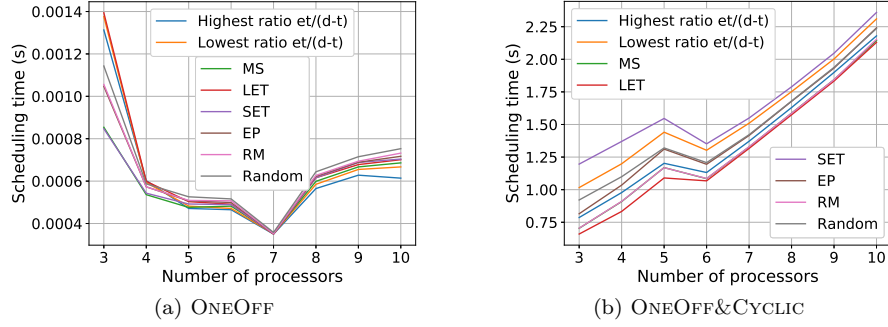 0.0014
0.0012
0.0010
0.0008
0.0006
0.0004
Scheduling time (s)
Highest ratio et/(d-t)
Lowest ratio et/(d-t)
MS
LET
SET
EP
RM
Random
3 4 5 6 7 8 9 10
Number of processors
(a) ONEOFF
2.25
2.00
1.75
1.50
1.25
1.00
0.75
Scheduling time (s)
Highest ratio et/(d-t)
Lowest ratio et/(d-t)
MS
LET
SET
EP
RM
Random
3 4 5 6 7 8 9 10
Number of processors
(b) ONEOFF&CYCLIC